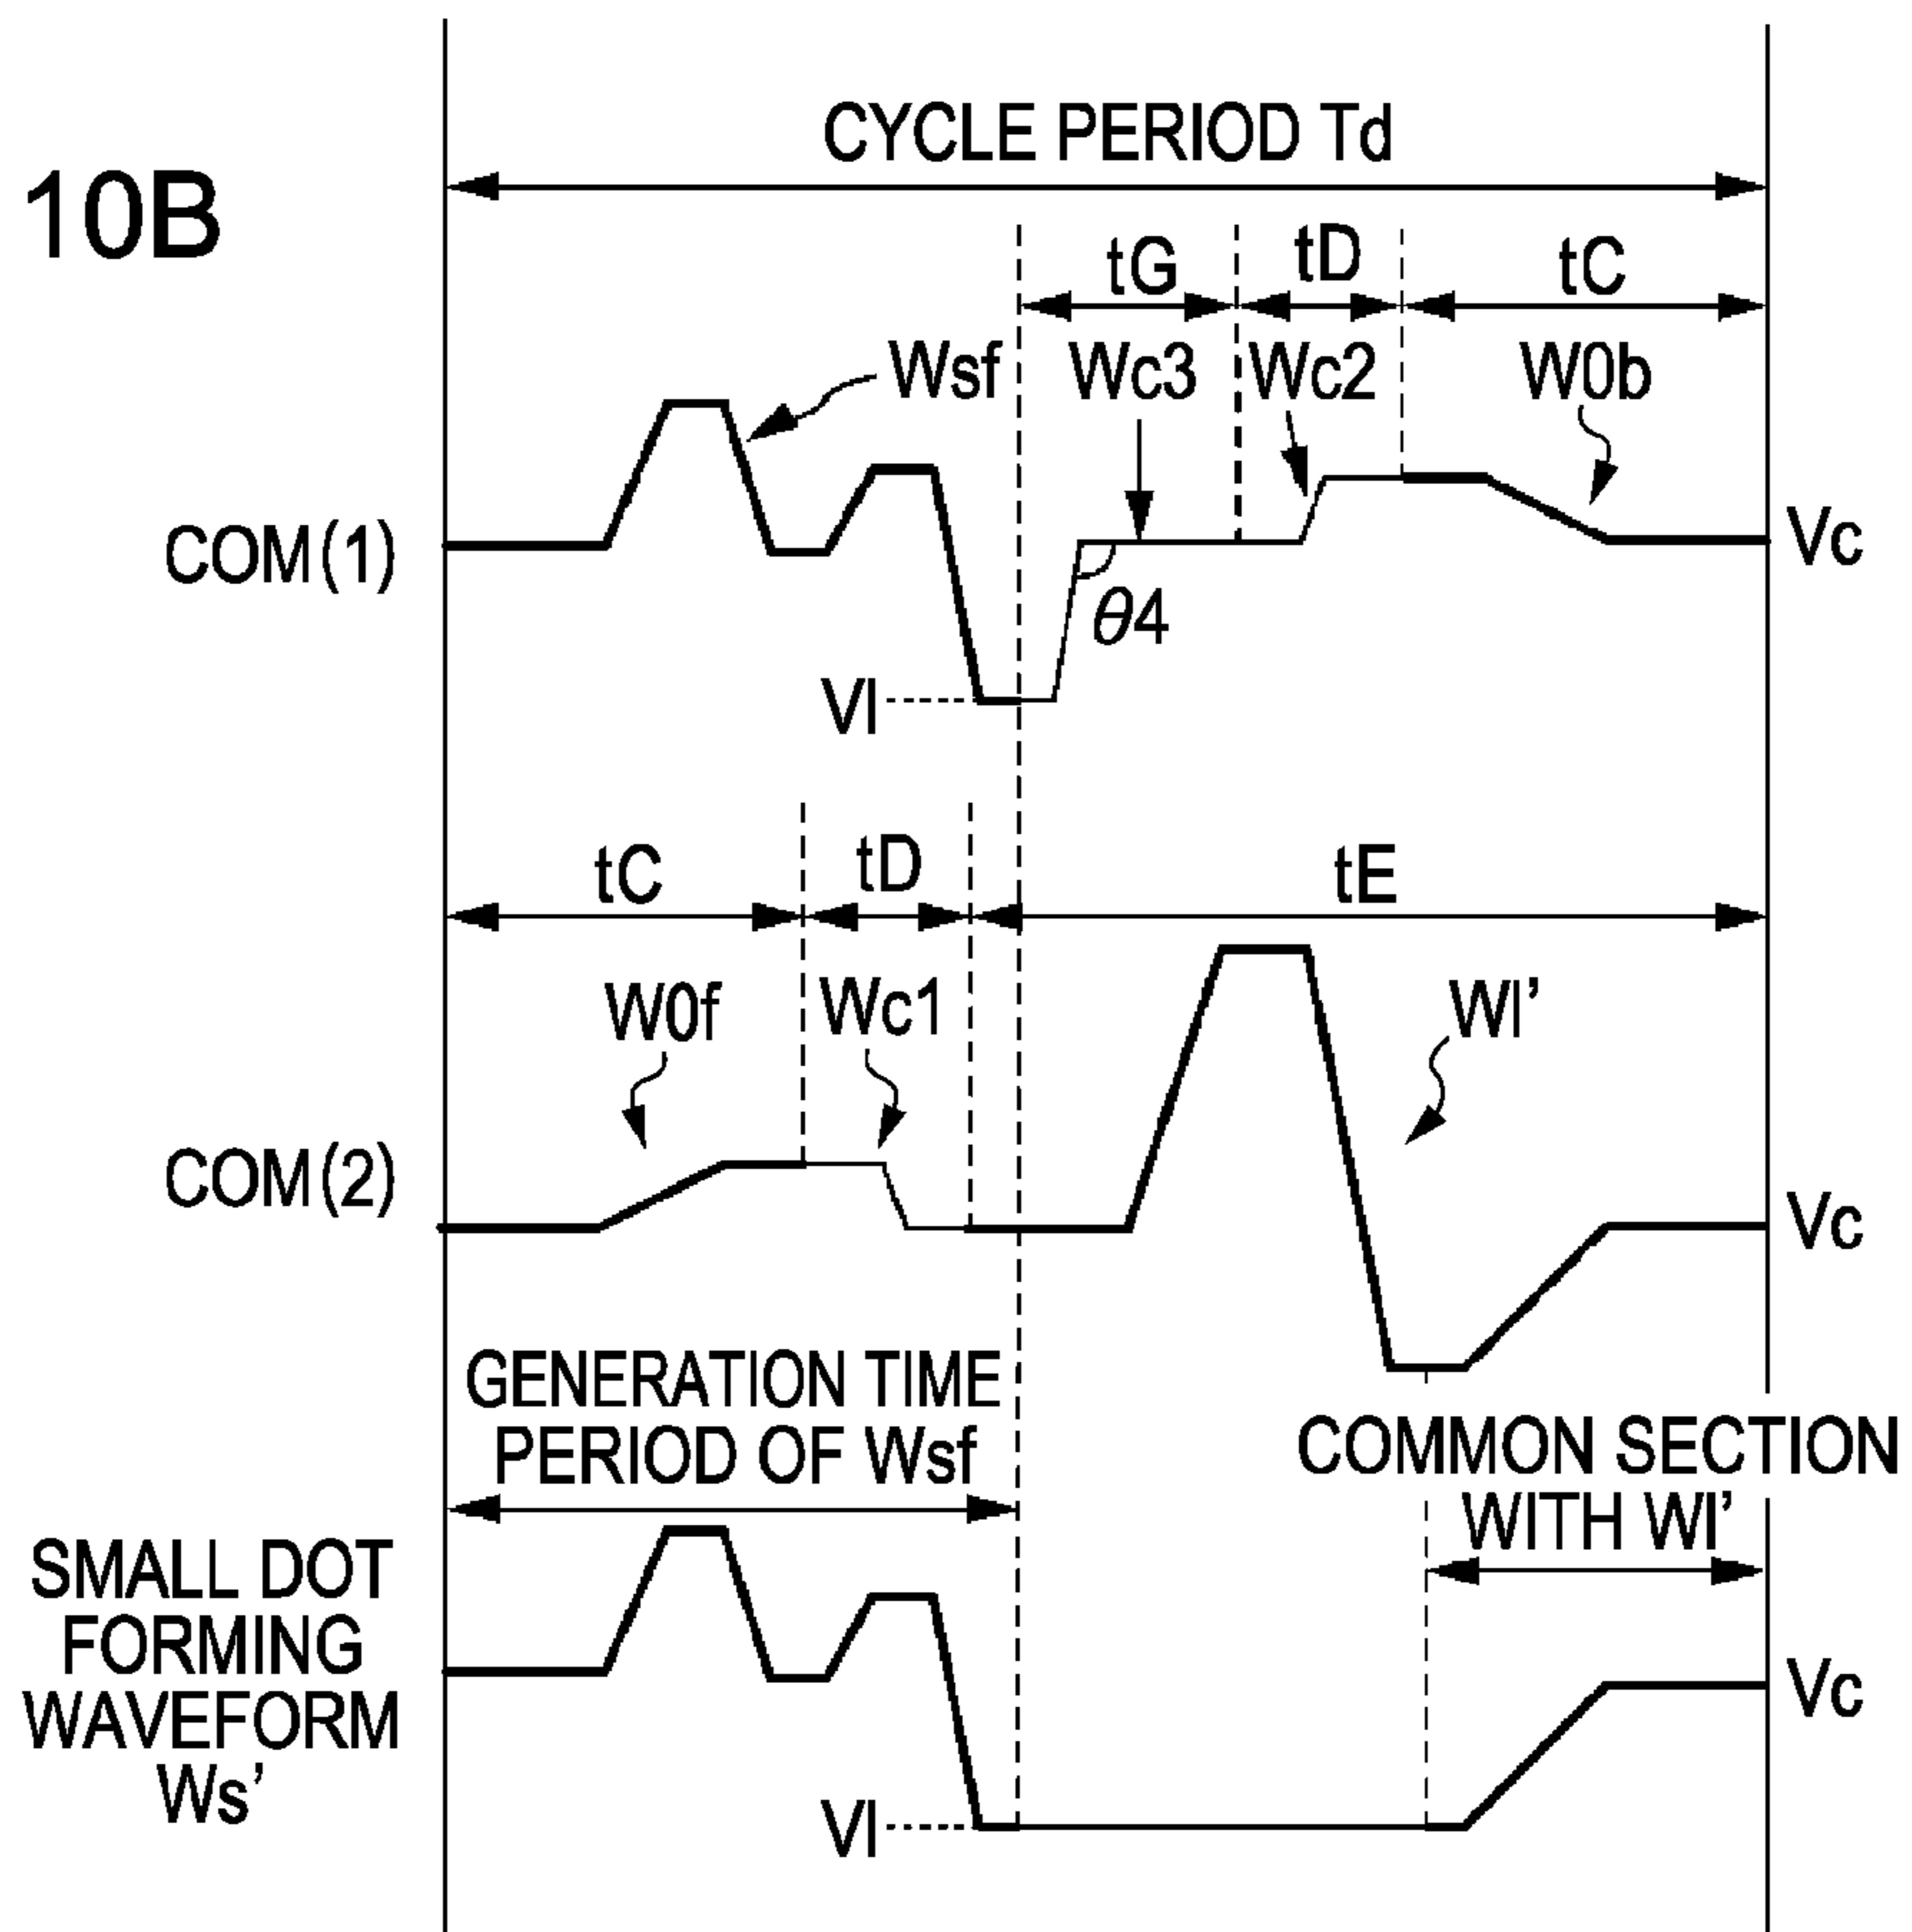 CYCLE PERIOD Td
10B
tG tD tC
Wsf Wc3 Wc2 W0b
COM(1)
Vc
θ4
Vl
tC tD tE
W0f Wc1 Wl’
COM(2)
Vc
GENERATION TIME
PERIOD OF Wsf
COMMON SECTION
WITH Wl’
SMALL DOT
FORMING
WAVEFORM
Ws’
Vc
Vl